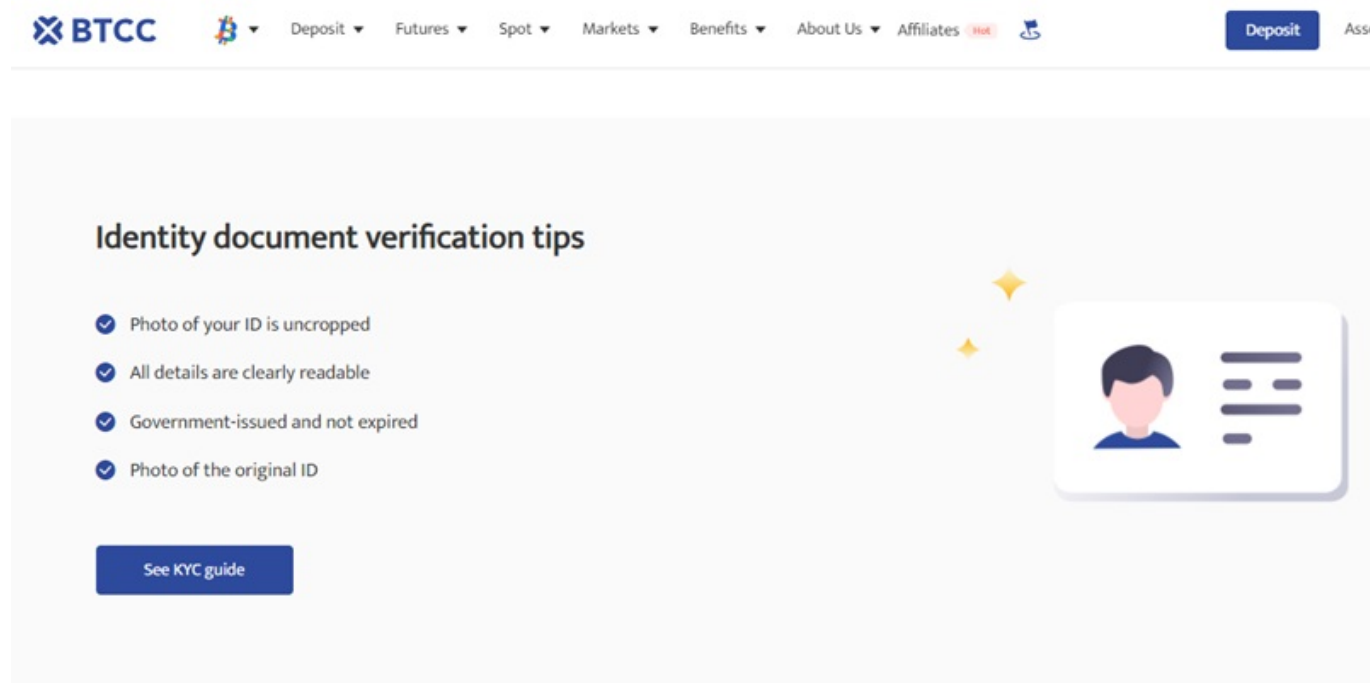 BTCC
Deposit
Futures
Spot
Markets
Benefits
About Us
Affiliates
Hot
Deposit
Ass
Identity document verification tips
Photo of your ID is uncropped
All details are clearly readable
Government-issued and not expired
Photo of the original ID
See KYC guide